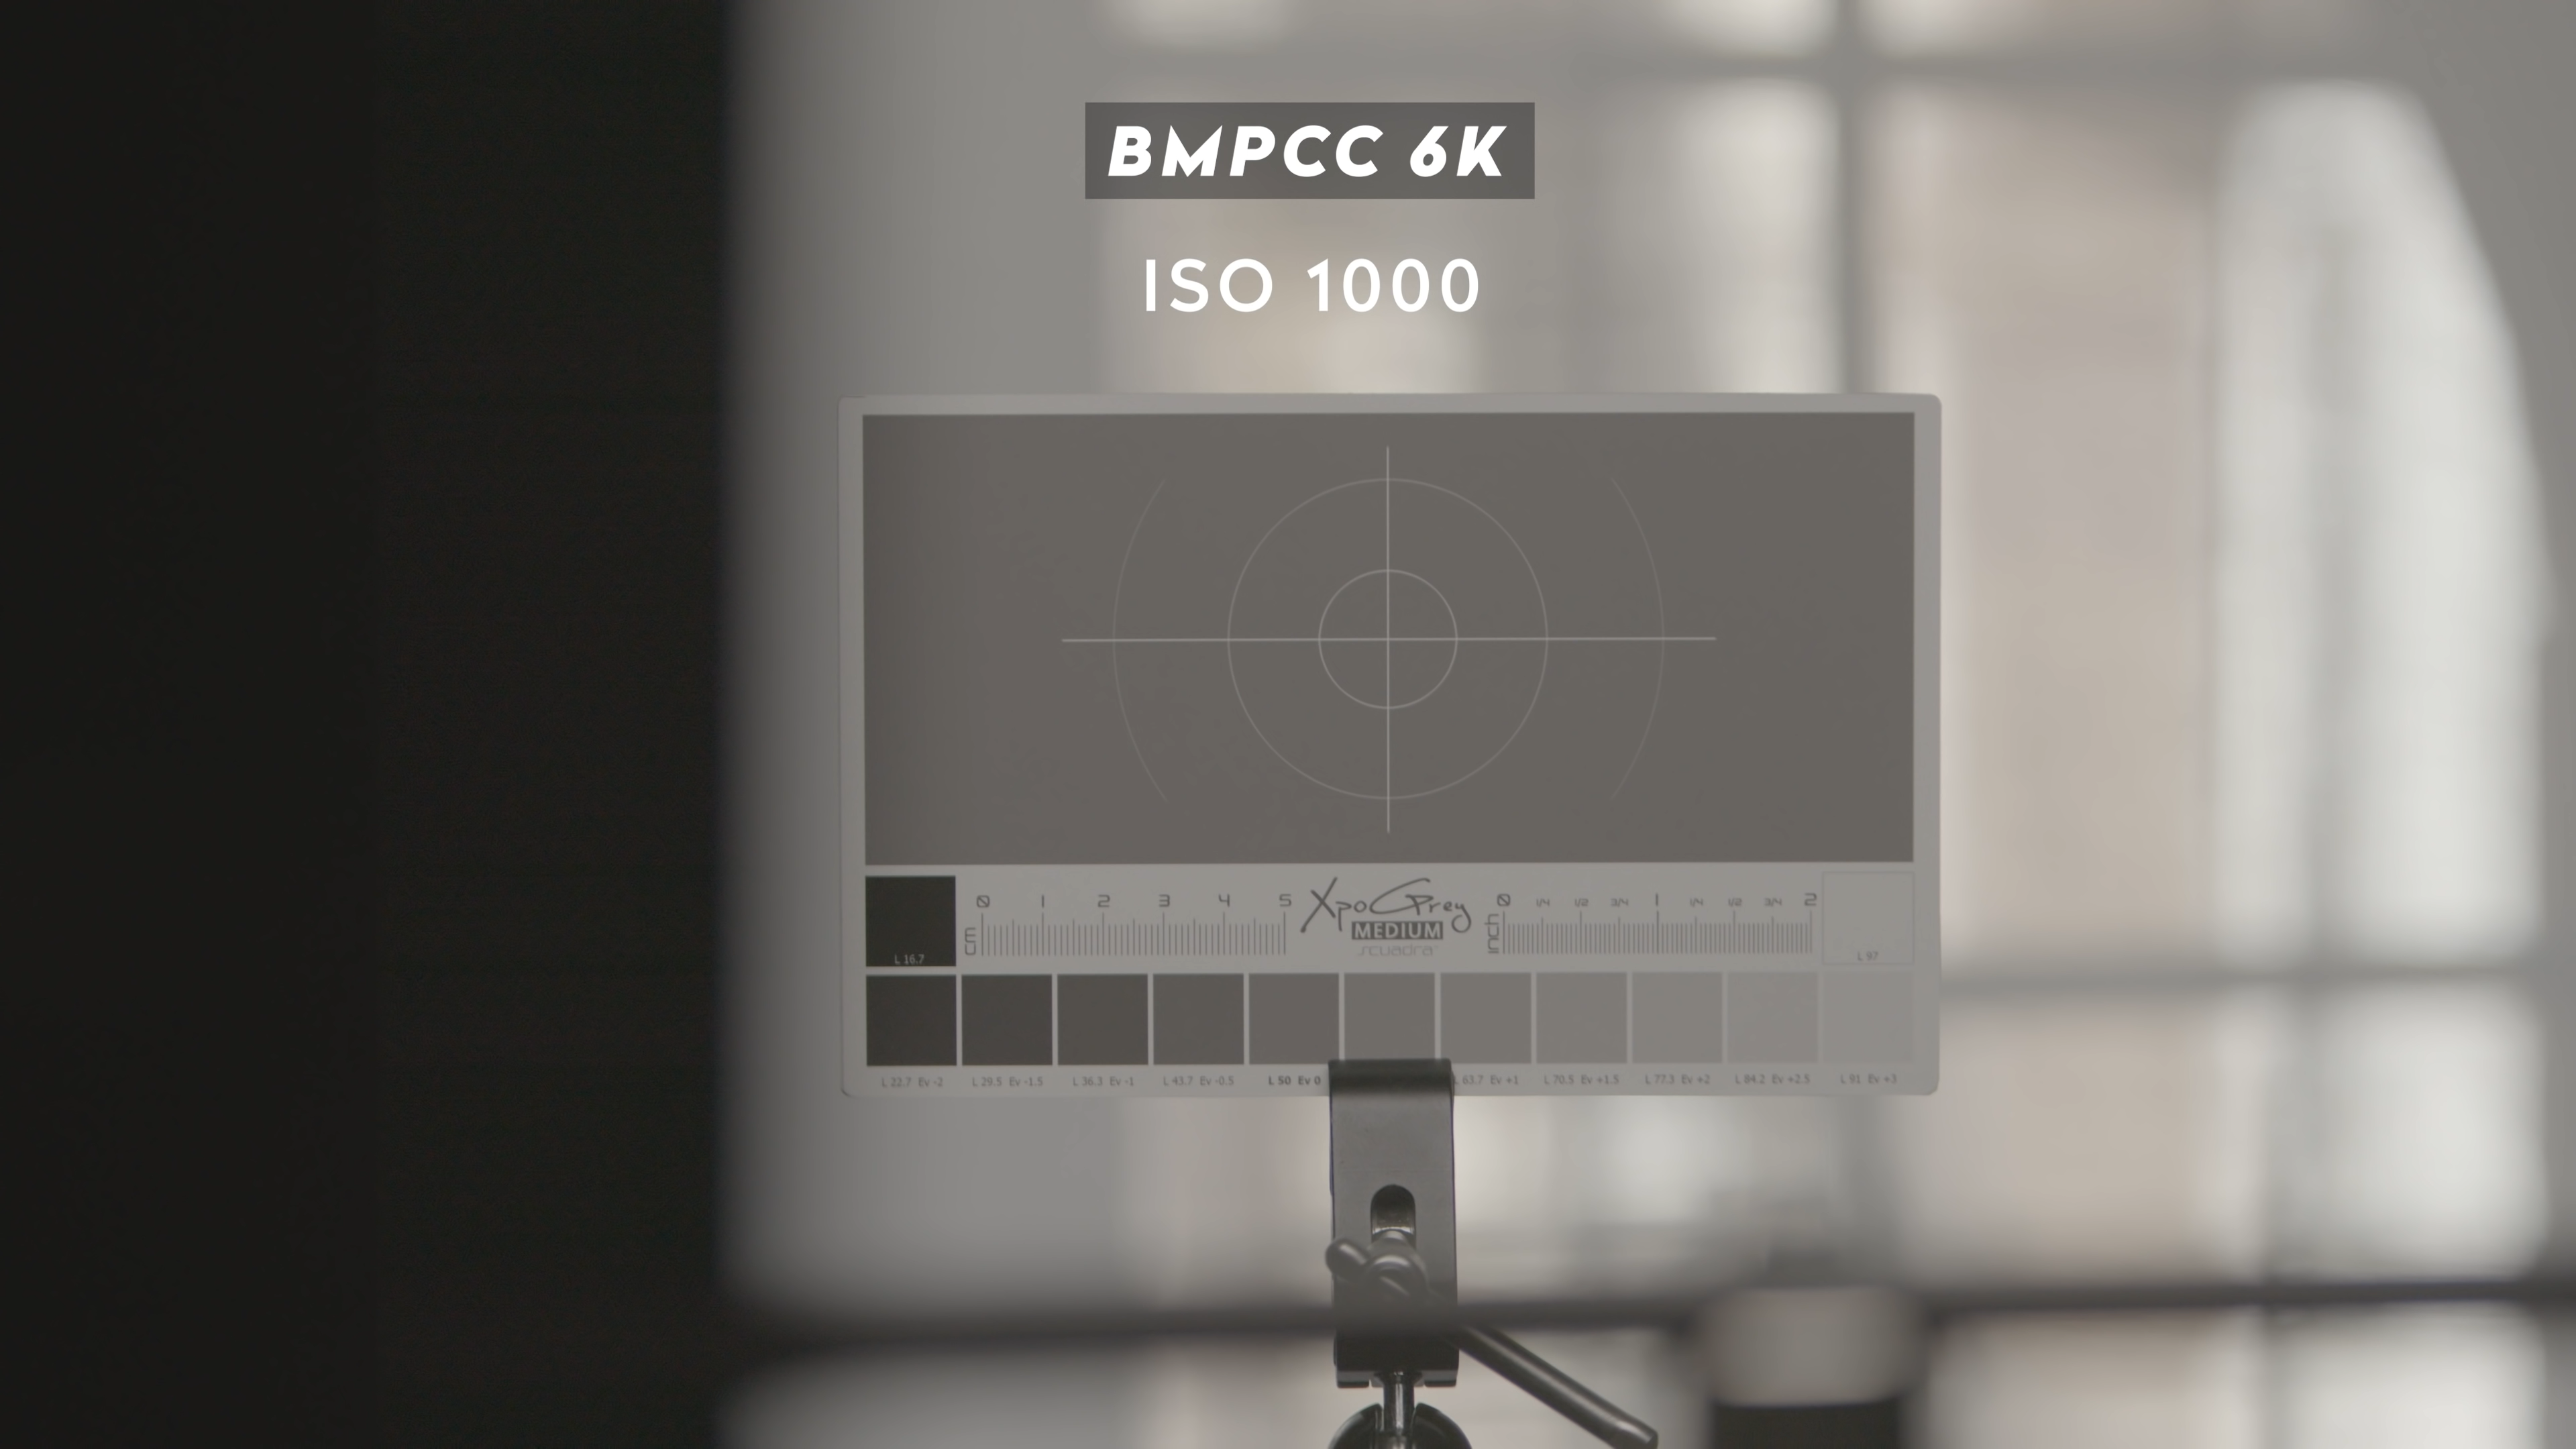 BMPCC 6K
ISO 1000
L 16.7
cm
0 1 2 3 4 5
XpoGrey
MEDIUM
scuadra
inch
0 1/4 1/2 3/4 1 1/4 1/2 3/4 2
L 97
L 22.7 Ev -2
L 29.5 Ev -1.5
L 36.3 Ev -1
L 43.7 Ev -0.5
L 50 Ev 0
L 63.7 Ev +1
L 70.5 Ev +1.5
L 77.3 Ev +2
L 84.2 Ev +2.5
L 91 Ev +3